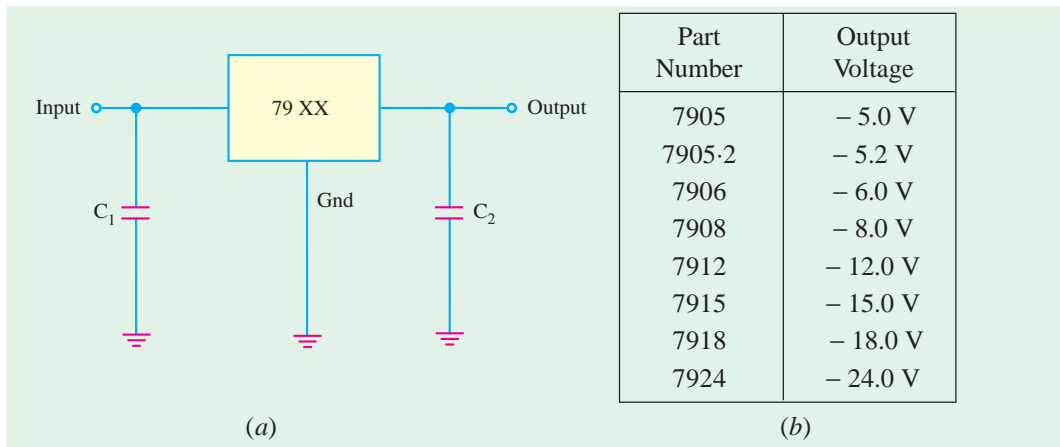 Input
79 XX
Output
Gnd
C1
C2
(a)
Part Number | Output Voltage
7905 | – 5.0 V
7905·2 | – 5.2 V
7906 | – 6.0 V
7908 | – 8.0 V
7912 | – 12.0 V
7915 | – 15.0 V
7918 | – 18.0 V
7924 | – 24.0 V
(b)